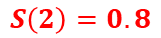 S(2) = 0.8